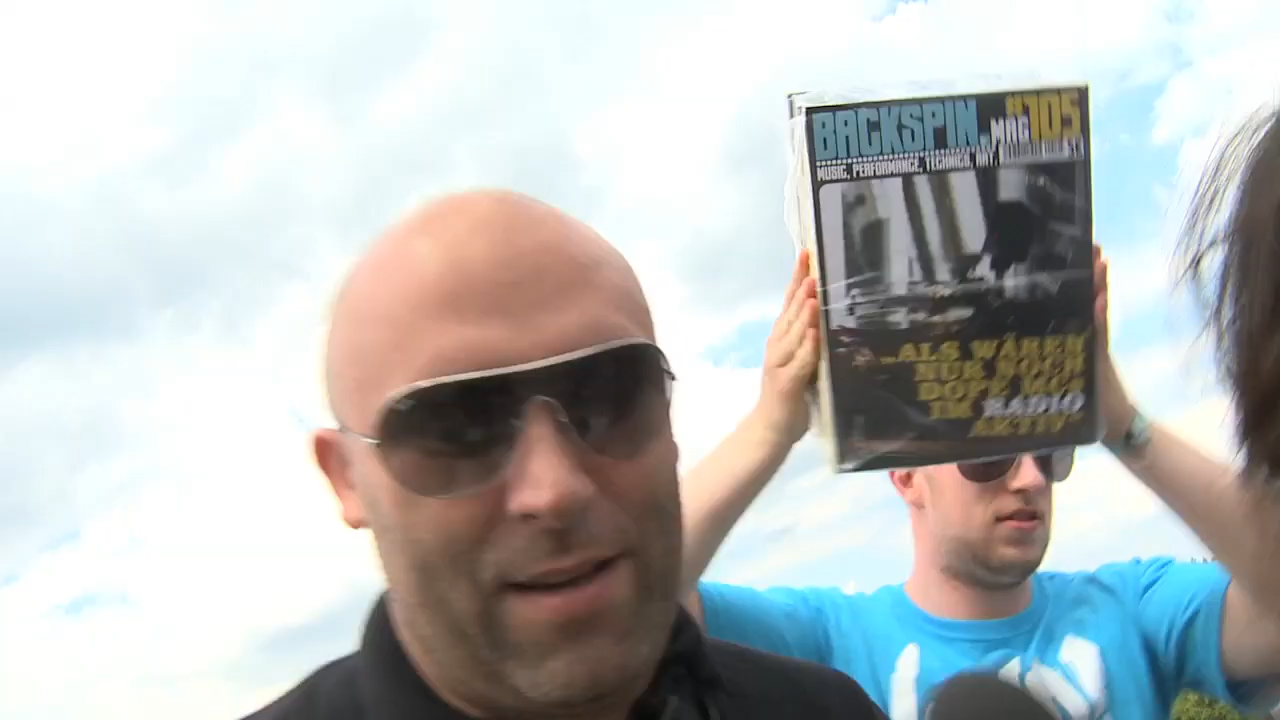 BACKSPIN. MAG #105
MUSIC, PERFORMANCE, TECHNICS, ART,
„...ALS WÄREN
NUR NOCH
DOPE MCS
IM RADIO
AKTIV"